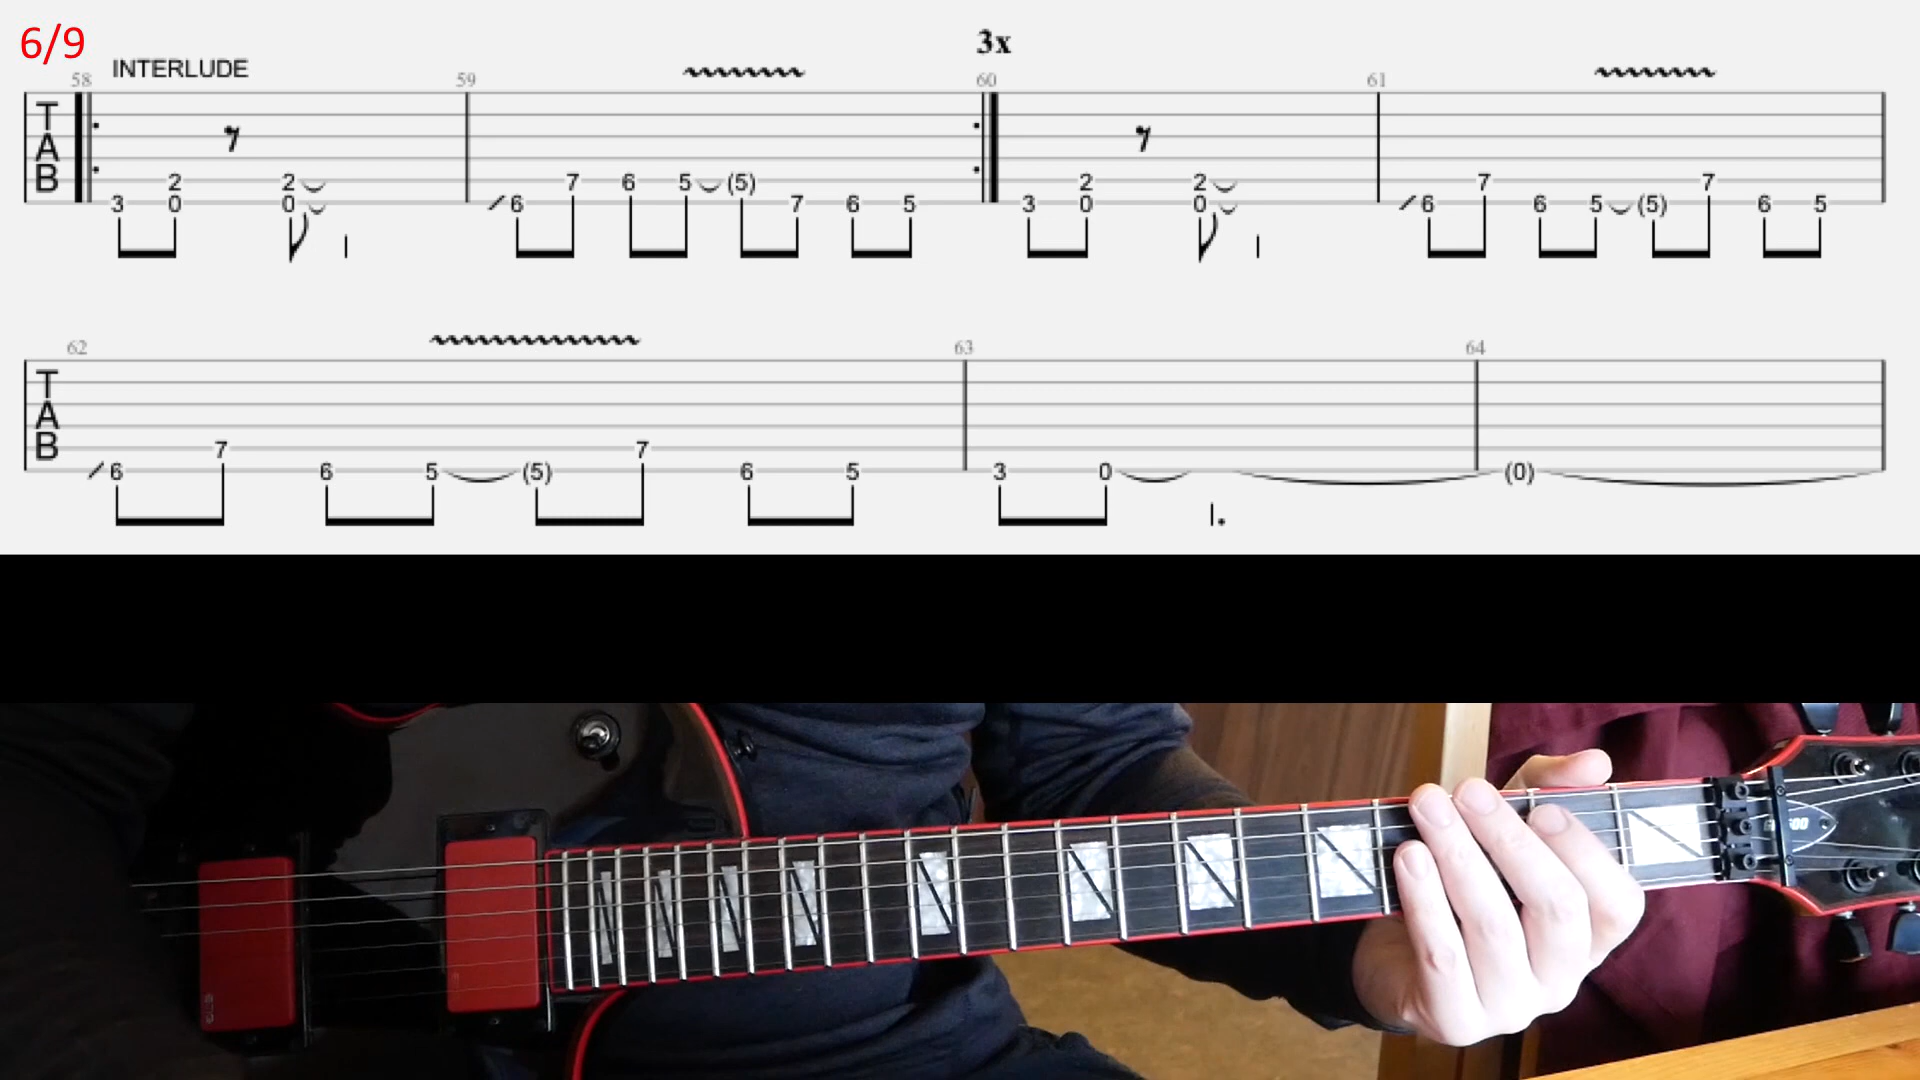 6/9
3x
58 INTERLUDE 59 60 61
T
A
B
2 2 7 6 5 (5) 2 2 7 7
3 0 0 6 7 6 5 3 0 0 6 6 5 (5) 6 5
62 63 64
T
A
B
7 7
6 6 5 (5) 6 5 3 0 (0)